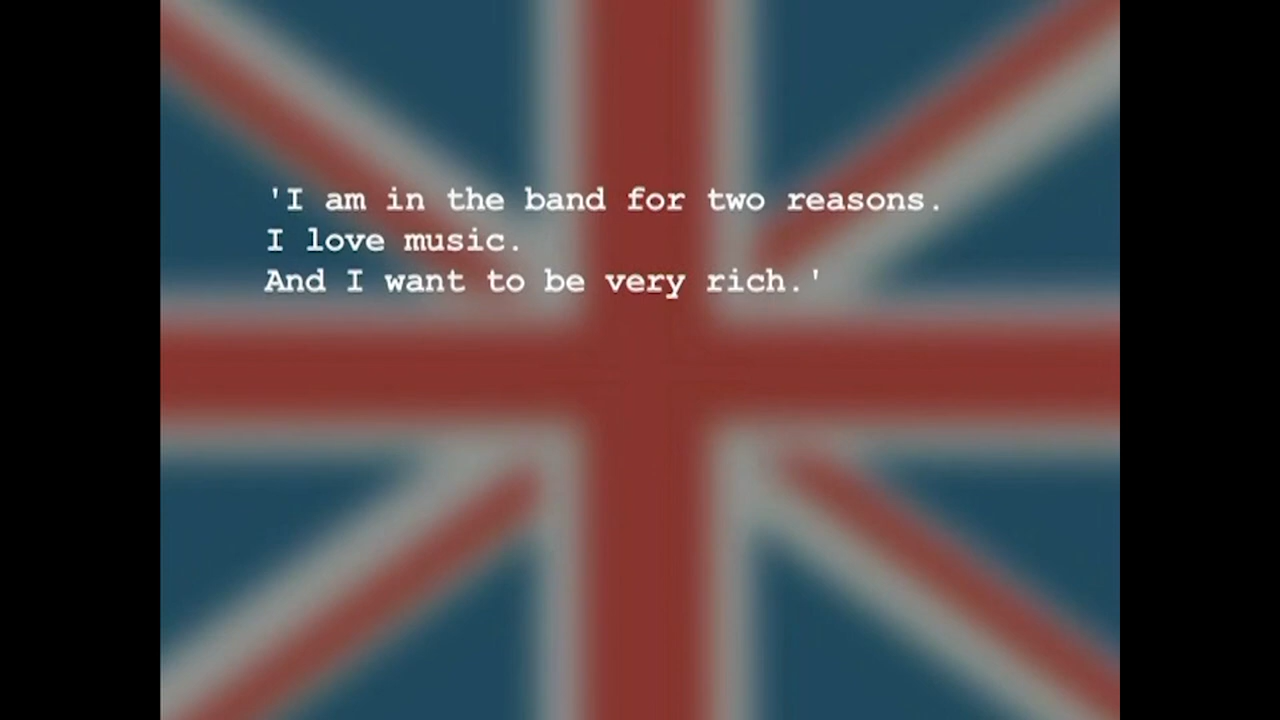 'I am in the band for two reasons.
I love music.
And I want to be very rich.'